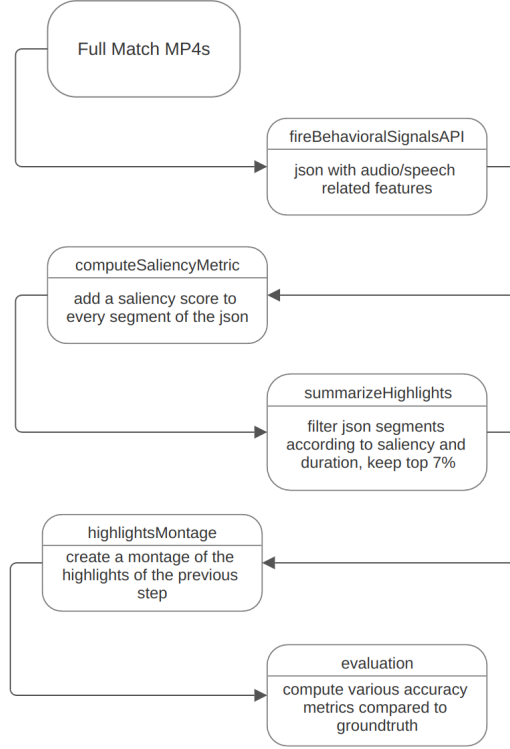 Full Match MP4s
fireBehavioralSignalsAPI
json with audio/speech
related features
computeSaliencyMetric
add a saliency score to
every segment of the json
summarizeHighlights
filter json segments
according to saliency and
duration, keep top 7%
highlightsMontage
create a montage of the
highlights of the previous
step
evaluation
compute various accuracy
metrics compared to
groundtruth